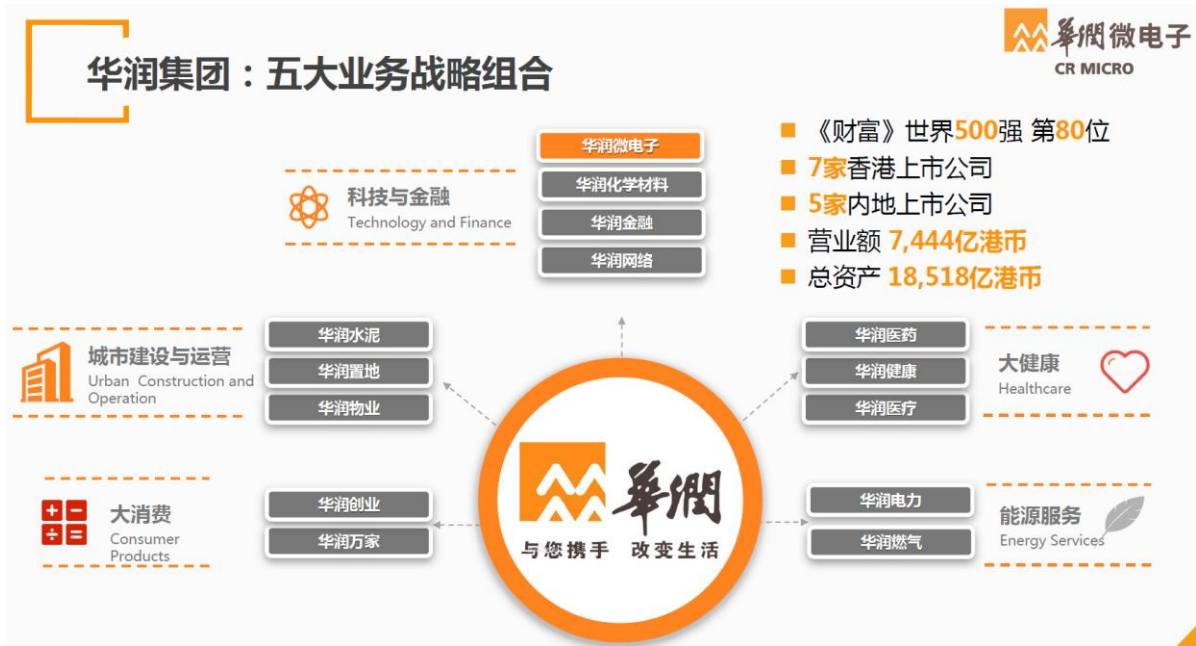 华润集团：五大业务战略组合
華潤微电子
CR MICRO
《财富》世界500强 第80位
7家香港上市公司
5家内地上市公司
营业额 7,444亿港币
总资产 18,518亿港币
科技与金融
Technology and Finance
华润微电子
华润化学材料
华润金融
华润网络
城市建设与运营
Urban Construction and
Operation
华润水泥
华润置地
华润物业
华润医药
华润健康
华润医疗
大健康
Healthcare
大消费
Consumer
Products
华润创业
华润万家
華潤
与您携手 改变生活
华润电力
华润燃气
能源服务
Energy Services